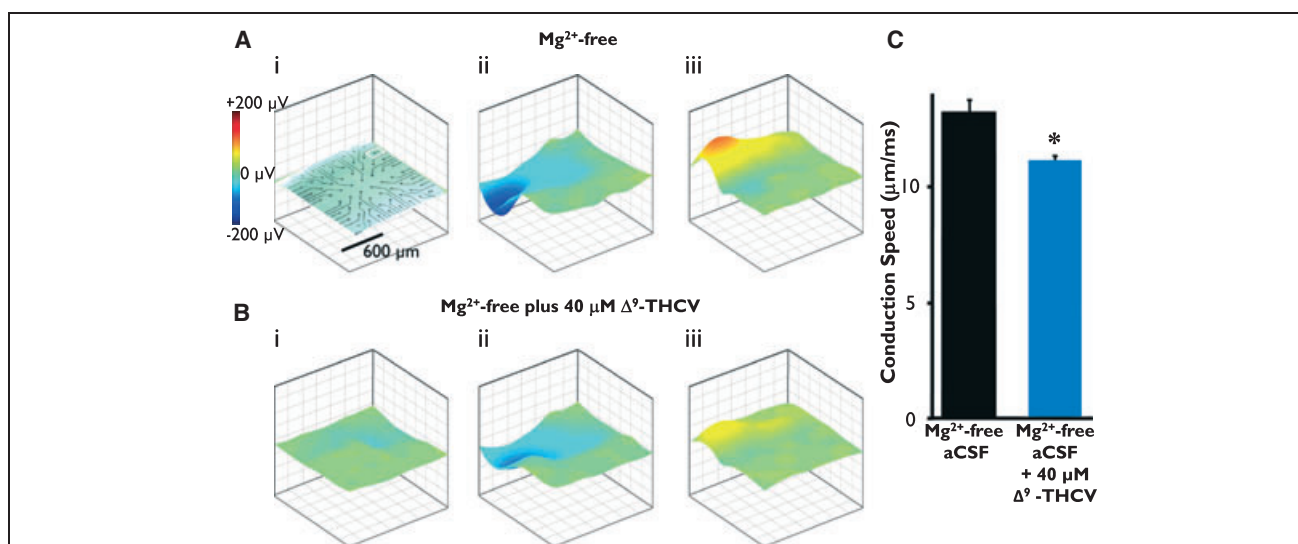 A
Mg²⁺-free
i
ii
iii
+200 µV
0 µV
-200 µV
600 µm
B
Mg²⁺-free plus 40 µM Δ⁹-THCV
i
ii
iii
C
Conduction Speed (µm/ms)
10
5
0
*
Mg²⁺-free
aCSF
Mg²⁺-free
aCSF
+ 40 µM
Δ⁹ -THCV